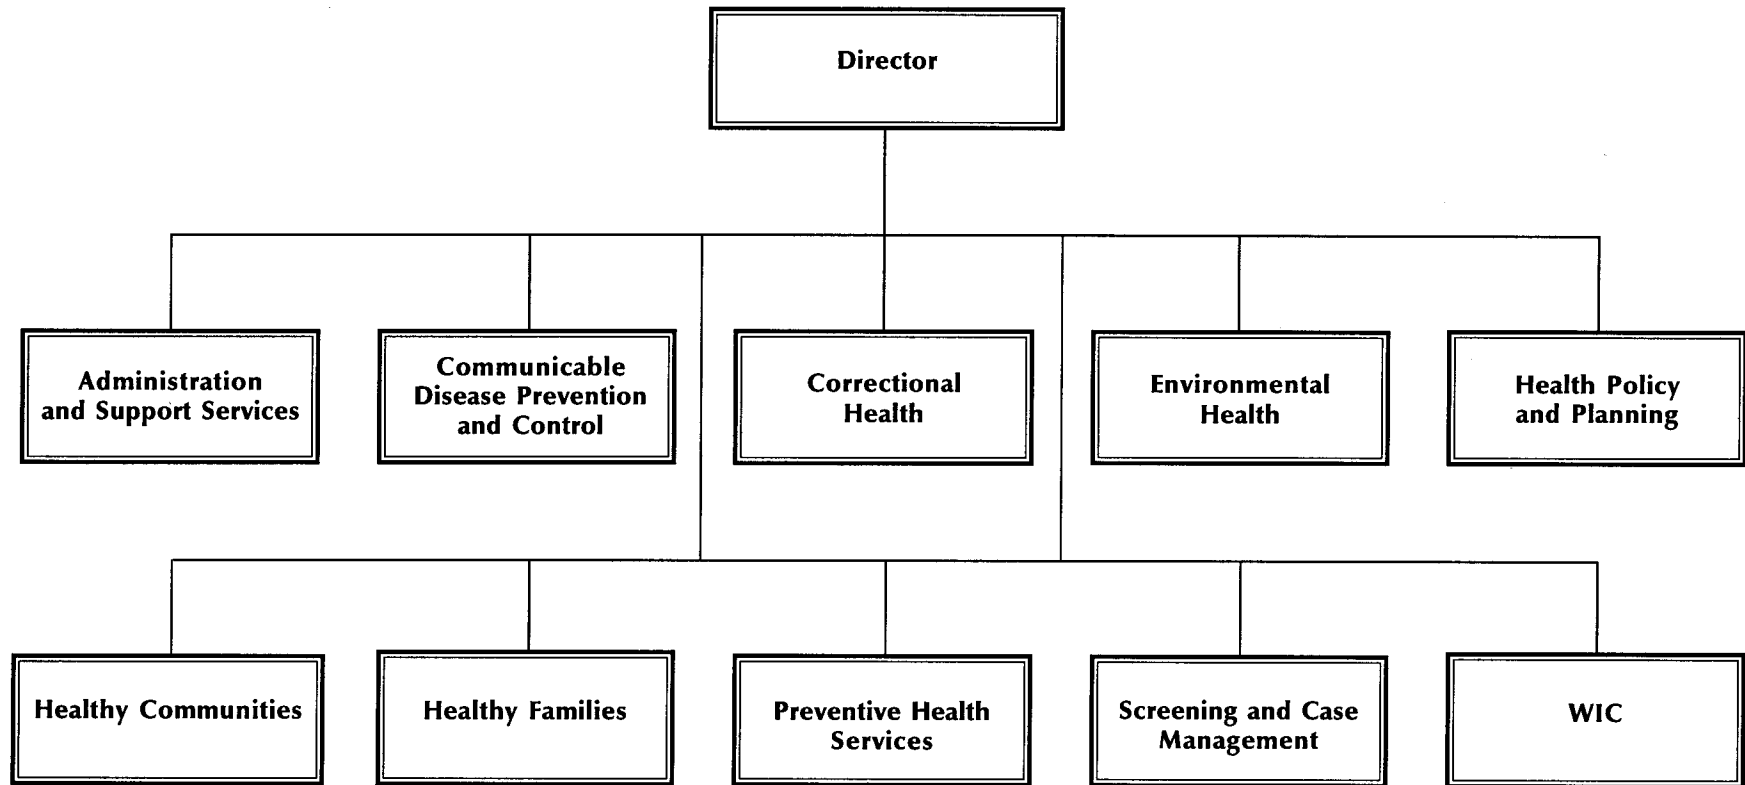 Director
Administration
and Support Services
Communicable
Disease Prevention
and Control
Correctional
Health
Environmental
Health
Health Policy
and Planning
Healthy Communities
Healthy Families
Preventive Health
Services
Screening and Case
Management
WIC